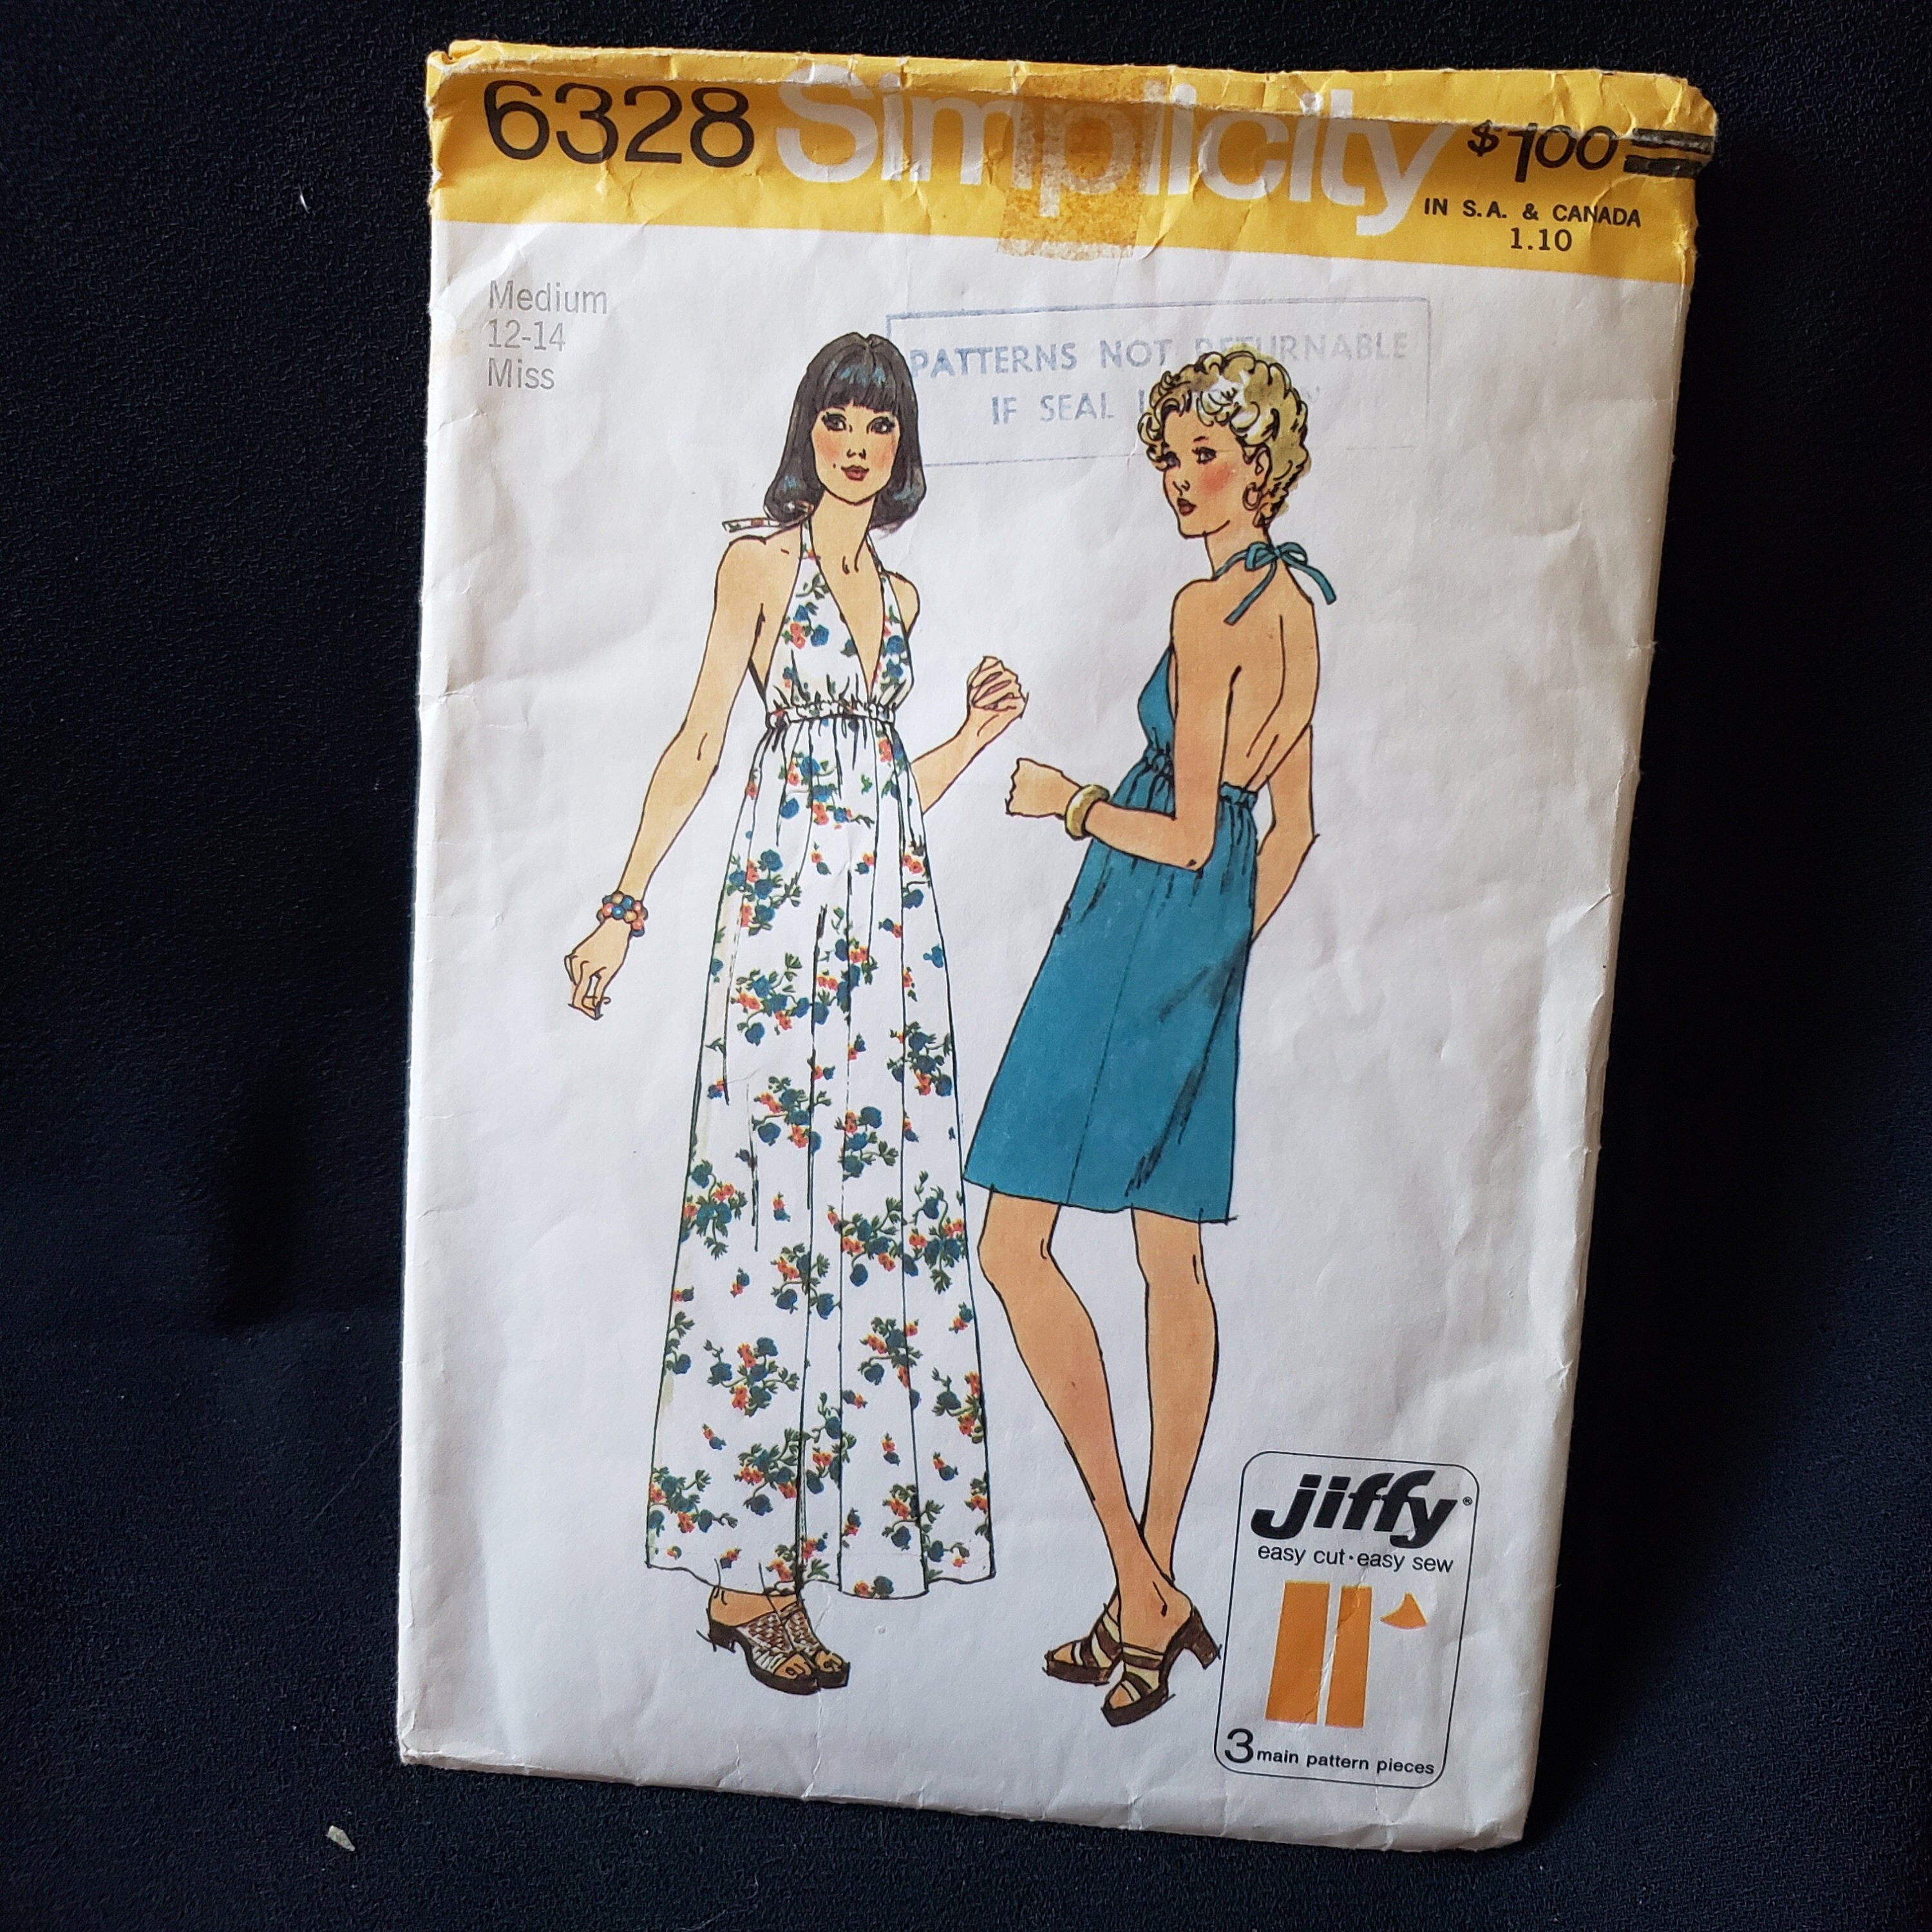 6328 Simplicity $1.00
IN S.A. & CANADA
1.10
Medium
12-14
Miss
PATTERNS NOT RETURNABLE
IF SEAL
jiffy®
easy cut·easy sew
3 main pattern pieces